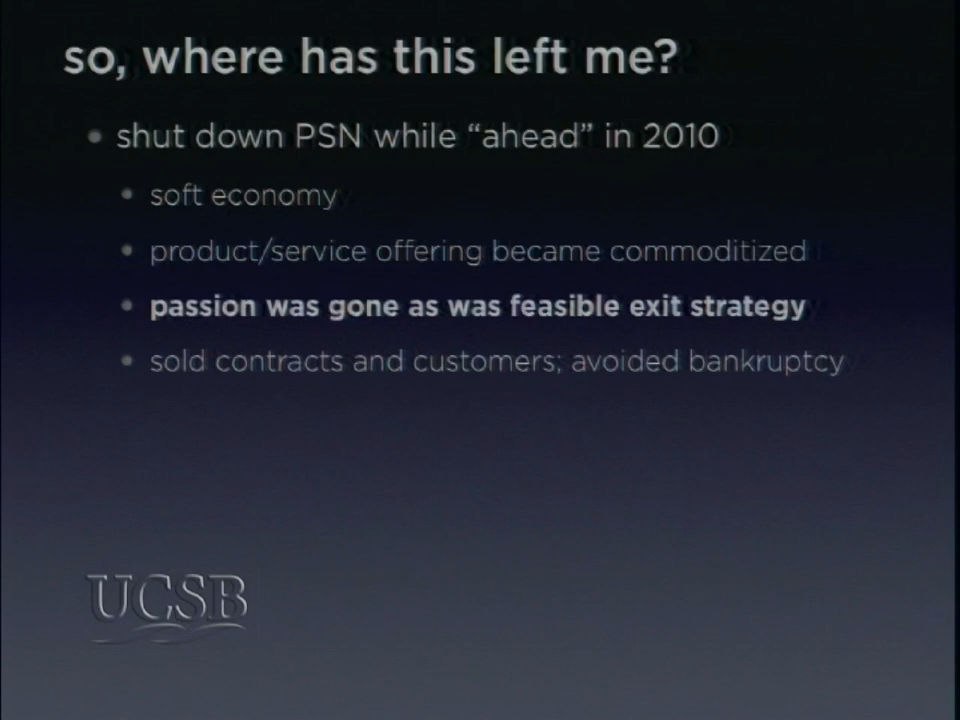 so, where has this left me?
shut down PSN while “ahead” in 2010
soft economy
product/service offering became commoditized
passion was gone as was feasible exit strategy
sold contracts and customers; avoided bankruptcy
UCSB